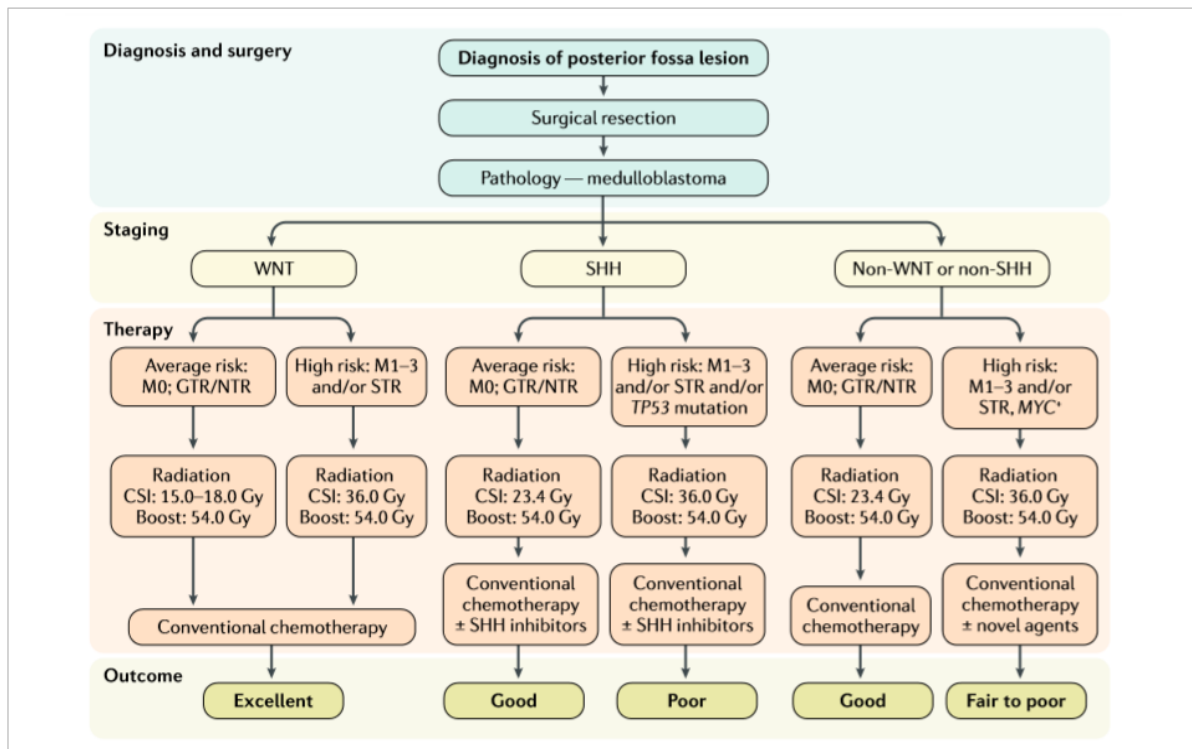 Diagnosis and surgery
Diagnosis of posterior fossa lesion
Surgical resection
Pathology — medulloblastoma
Staging
WNT
SHH
Non-WNT or non-SHH
Therapy
Average risk:
M0; GTR/NTR
High risk: M1–3
and/or STR
Average risk:
M0; GTR/NTR
High risk: M1–3
and/or STR and/or
TP53 mutation
Average risk:
M0; GTR/NTR
High risk:
M1–3 and/or
STR, MYC⁺
Radiation
CSI: 15.0–18.0 Gy
Boost: 54.0 Gy
Radiation
CSI: 36.0 Gy
Boost: 54.0 Gy
Radiation
CSI: 23.4 Gy
Boost: 54.0 Gy
Radiation
CSI: 36.0 Gy
Boost: 54.0 Gy
Radiation
CSI: 23.4 Gy
Boost: 54.0 Gy
Radiation
CSI: 36.0 Gy
Boost: 54.0 Gy
Conventional chemotherapy
Conventional
chemotherapy
± SHH inhibitors
Conventional
chemotherapy
± SHH inhibitors
Conventional
chemotherapy
Conventional
chemotherapy
± novel agents
Outcome
Excellent
Good
Poor
Good
Fair to poor